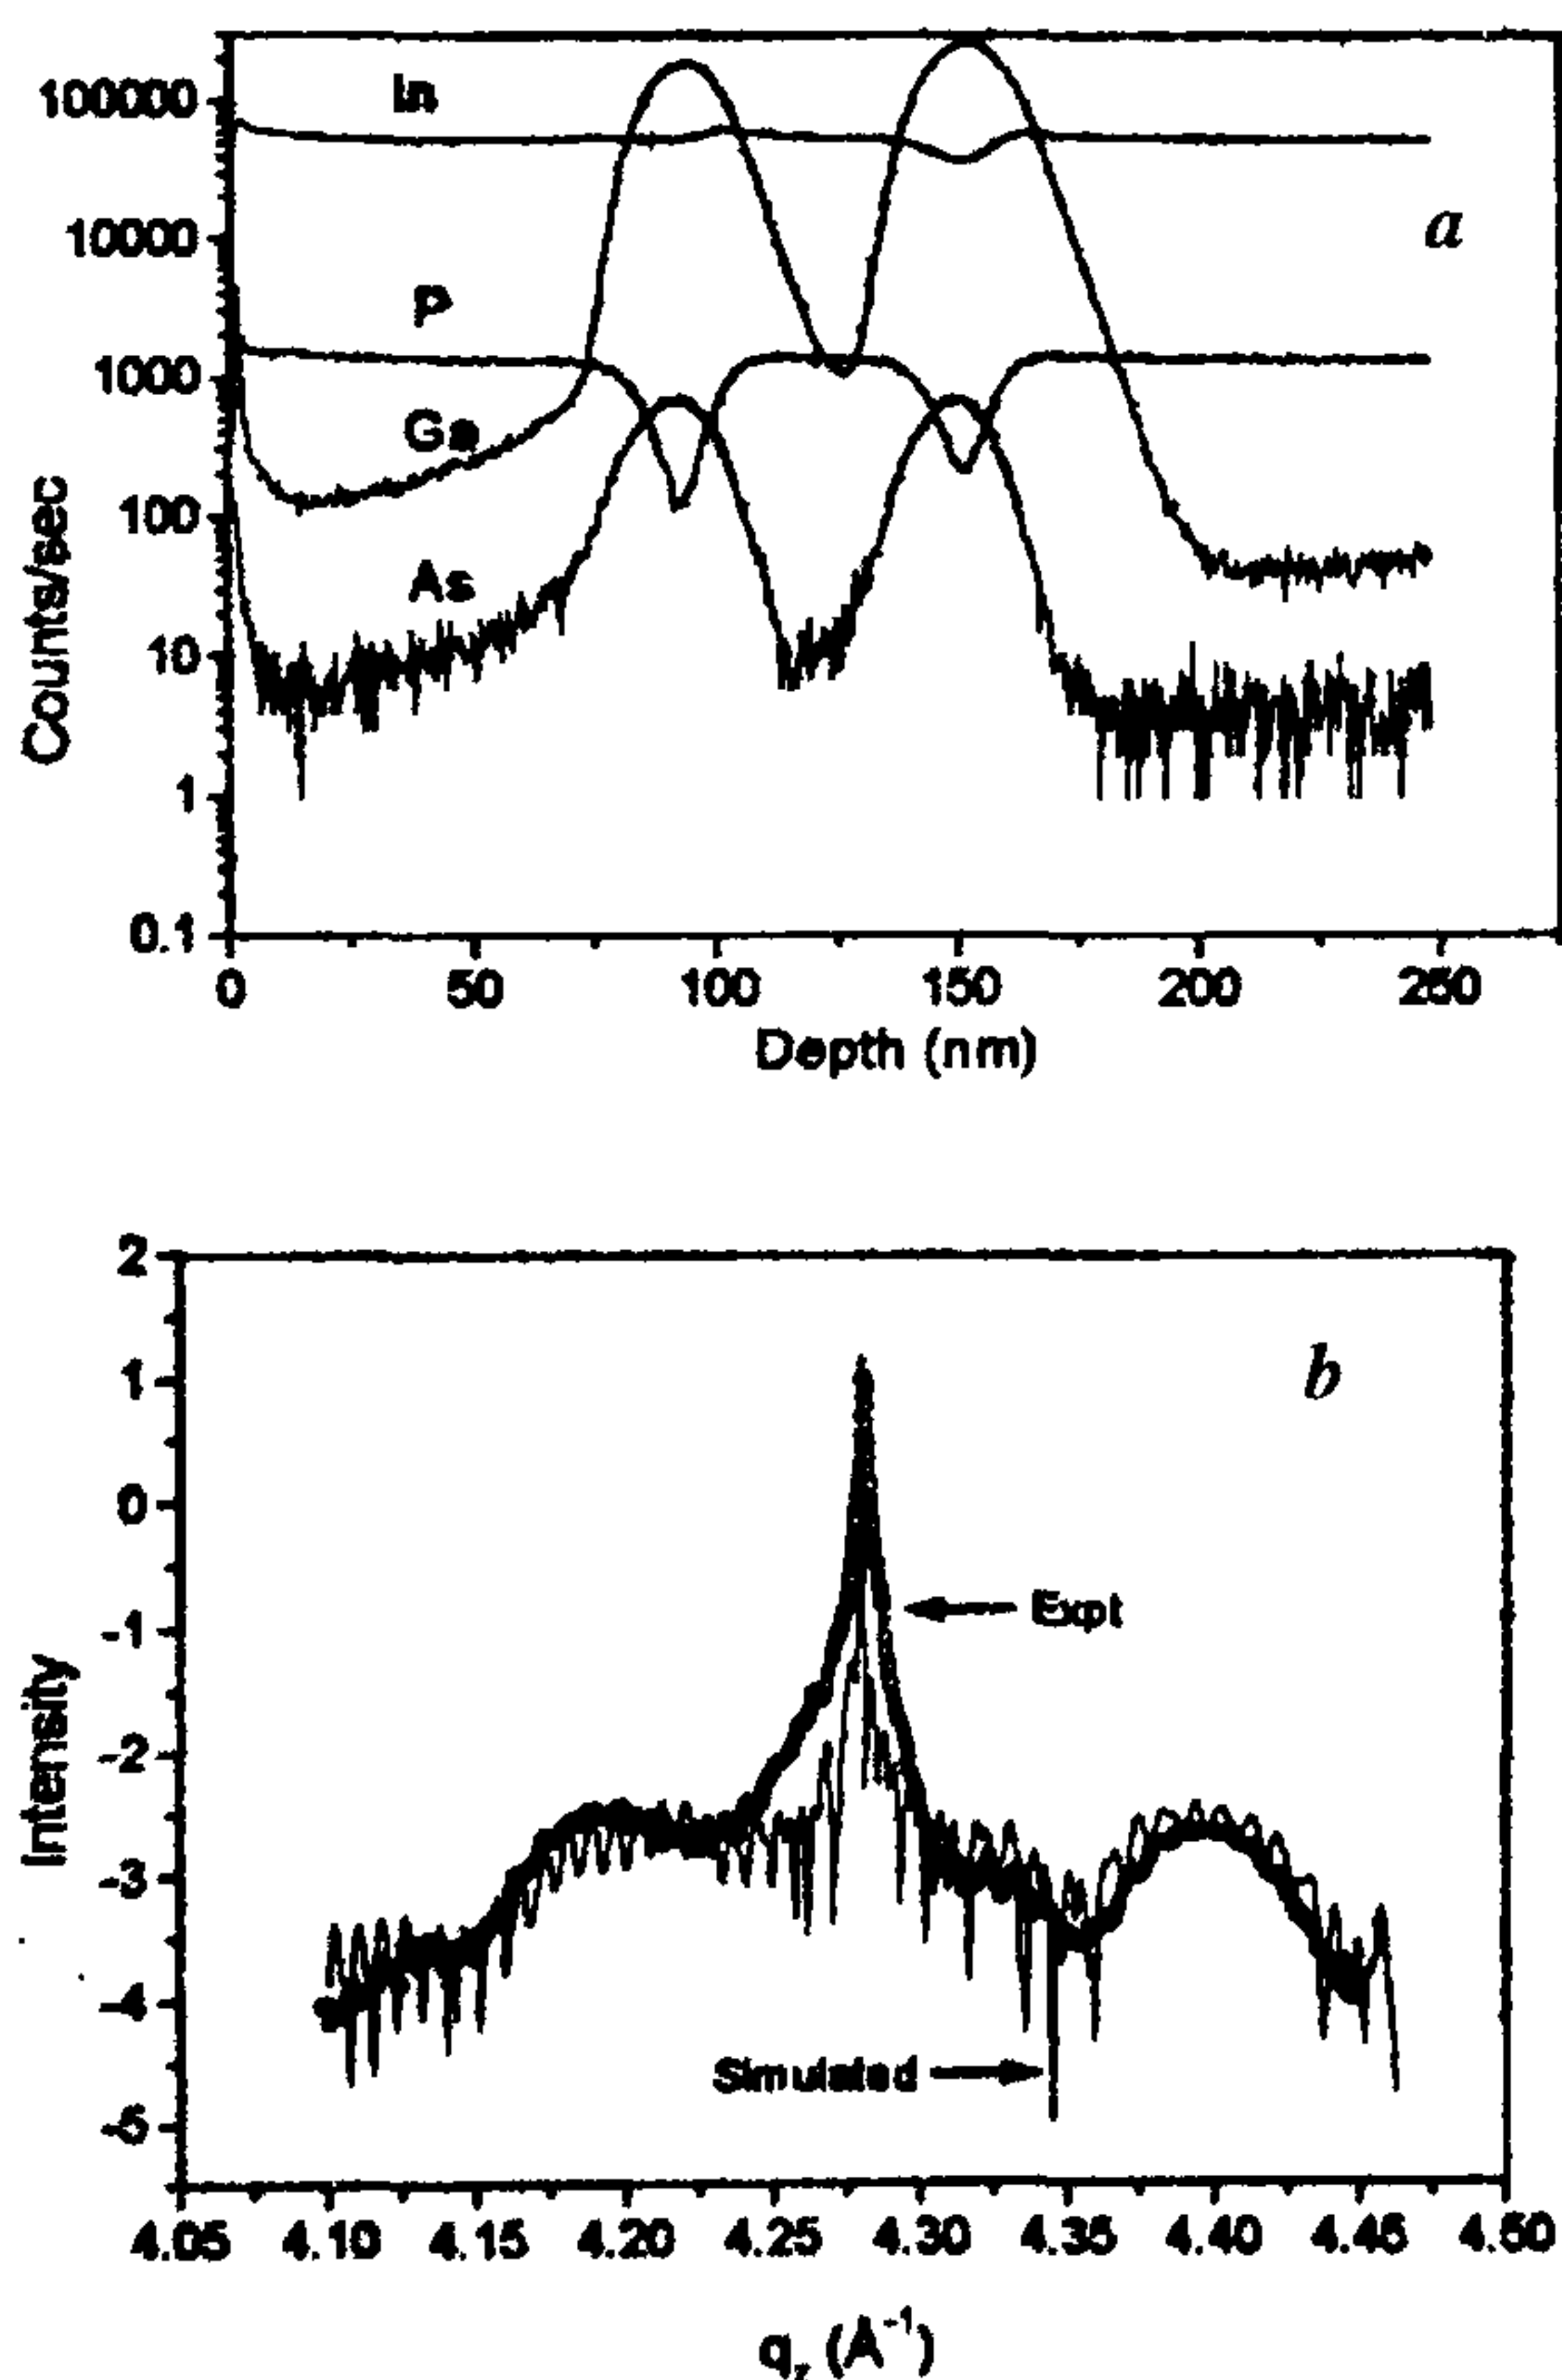 100000
In
a
10000
P
1000
Ga
100
As
10
1
0.1
Counts/sec
0
50
100
150
200
250
Depth (nm)
2
b
1
0
Expt
-1
-2
-3
-4
Simulated
-5
Intensity
4.05 4.10 4.15 4.20 4.25 4.30 4.35 4.40 4.45 4.50
q_z (Å⁻¹)